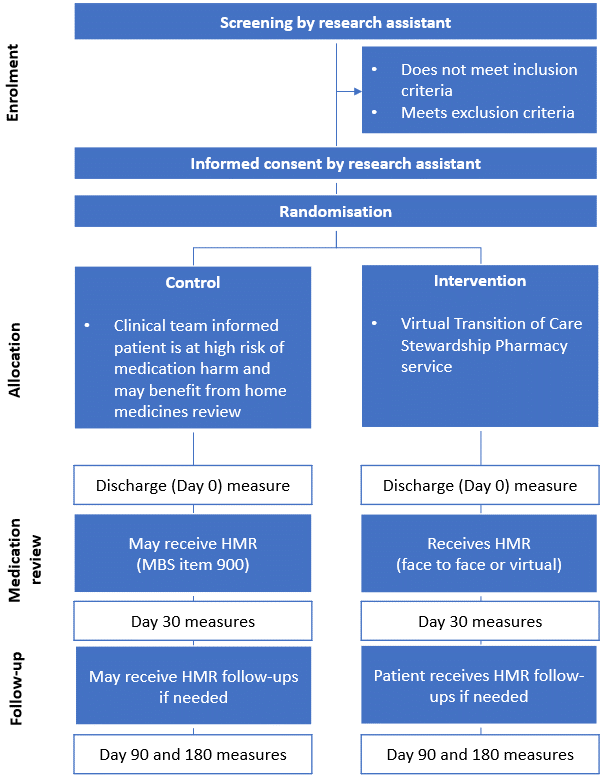 Enrolment
Screening by research assistant
• Does not meet inclusion
criteria
• Meets exclusion criteria
Informed consent by research assistant
Randomisation
Allocation
Control
• Clinical team informed
patient is at high risk of
medication harm and
may benefit from home
medicines review
Intervention
• Virtual Transition of Care
Stewardship Pharmacy
service
Discharge (Day 0) measure
Discharge (Day 0) measure
Medication
review
May receive HMR
(MBS item 900)
Receives HMR
(face to face or virtual)
Day 30 measures
Day 30 measures
Follow-up
May receive HMR follow-ups
if needed
Patient receives HMR follow-
ups if needed
Day 90 and 180 measures
Day 90 and 180 measures